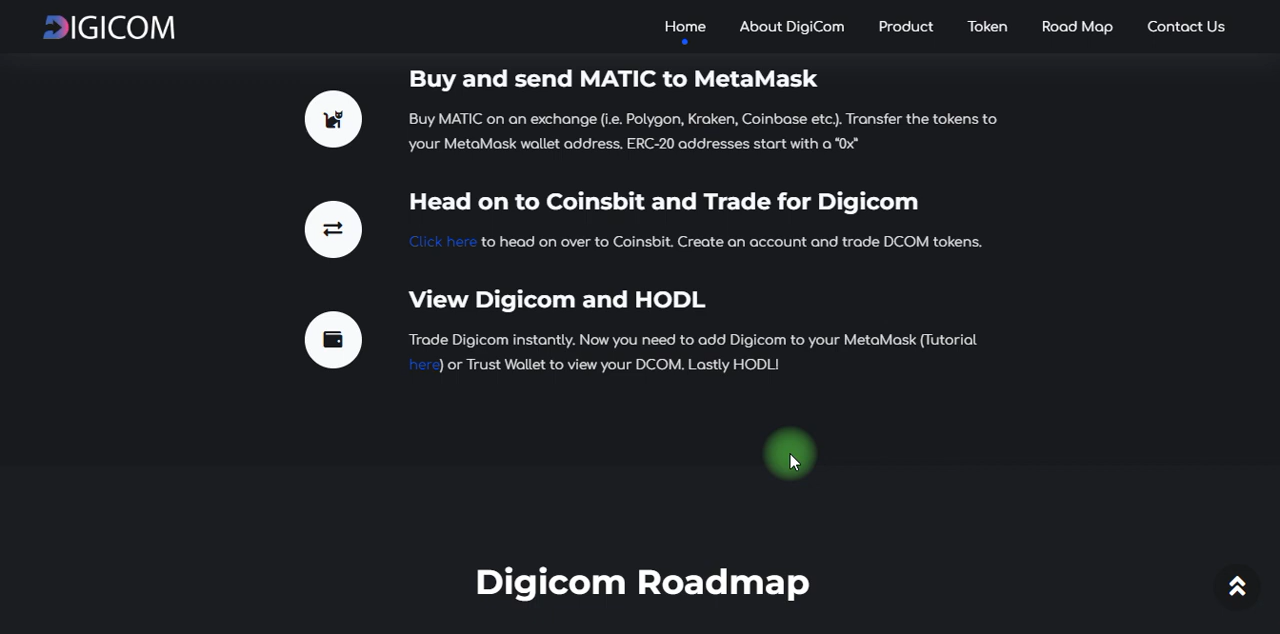 DIGICOM
Home
About DigiCom
Product
Token
Road Map
Contact Us
Buy and send MATIC to MetaMask
Buy MATIC on an exchange (i.e. Polygon, Kraken, Coinbase etc.). Transfer the tokens to
your MetaMask wallet address. ERC-20 addresses start with a “0x”
Head on to Coinsbit and Trade for Digicom
Click here to head on over to Coinsbit. Create an account and trade DCOM tokens.
View Digicom and HODL
Trade Digicom instantly. Now you need to add Digicom to your MetaMask (Tutorial
here) or Trust Wallet to view your DCOM. Lastly HODL!
Digicom Roadmap